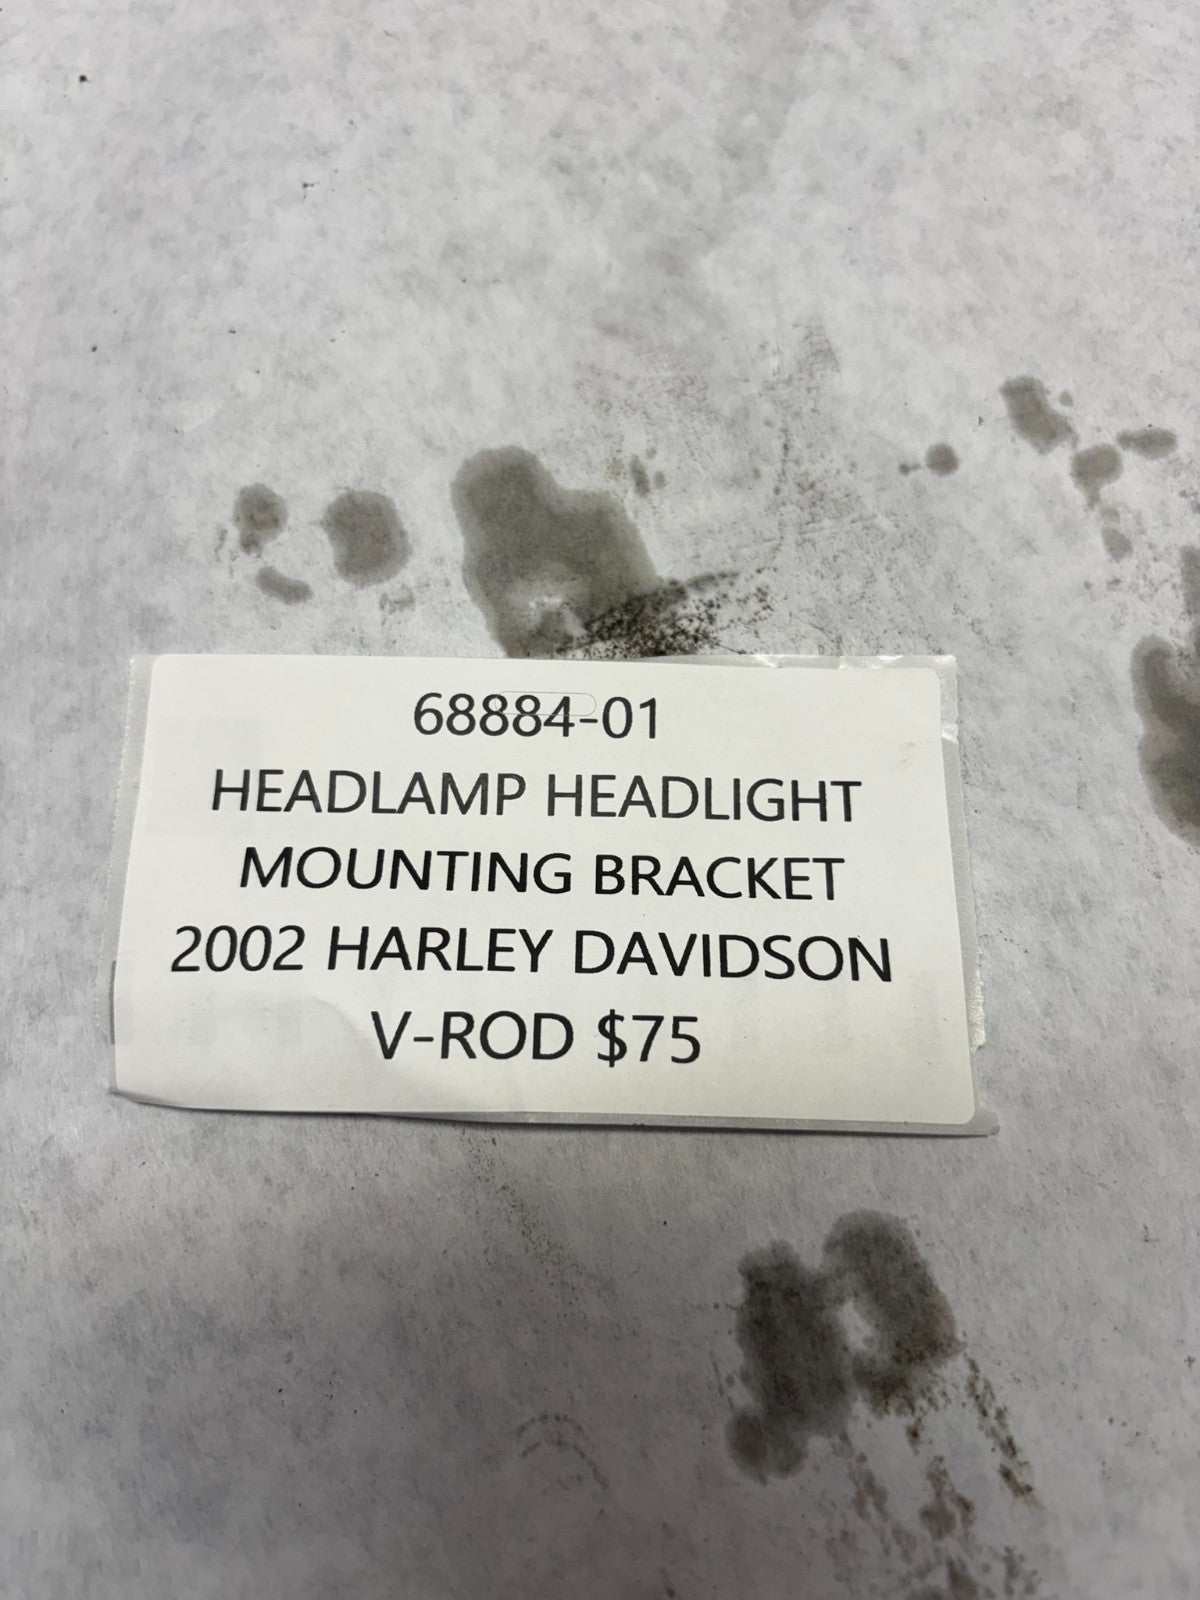 68884-01
HEADLAMP HEADLIGHT
MOUNTING BRACKET
2002 HARLEY DAVIDSON
V-ROD $75